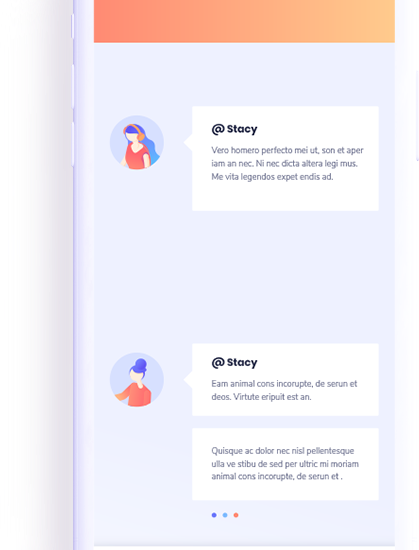 @ Stacy
Vero homero perfecto mei ut, son et aper
iam an nec. Ni nec dicta altera legi mus.
Me vita legendos expet endis ad.
@ Stacy
Eam animal cons incorupte, de serun et
deos. Virtute eripuit est an.
Quisque ac dolor nec nisl pellentesque
ulla ve stibu de sed per ultric mi moriam
animal cons incorupte, de serun et .